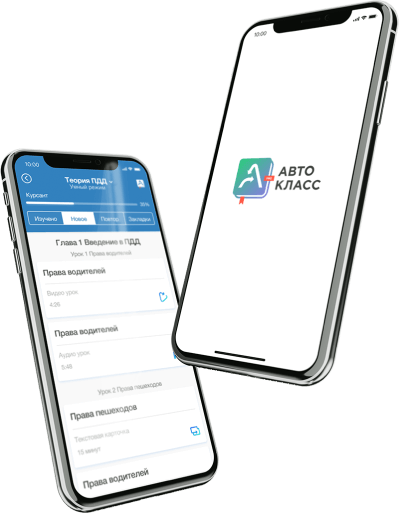 10:00
АВТО
КЛАСС
10:00
Теория ПДД
Умный режим
Курсант
35%
Изучено
Новое
Повтор
Закладки
Глава 1 Введение в ПДД
Урок 1 Права водителей
Права водителей
Видео урок
4:26
Права водителей
Аудио урок
5:46
Урок 2 Права пешеходов
Права пешеходов
Текстовая карточка
15 минут
Права водителей